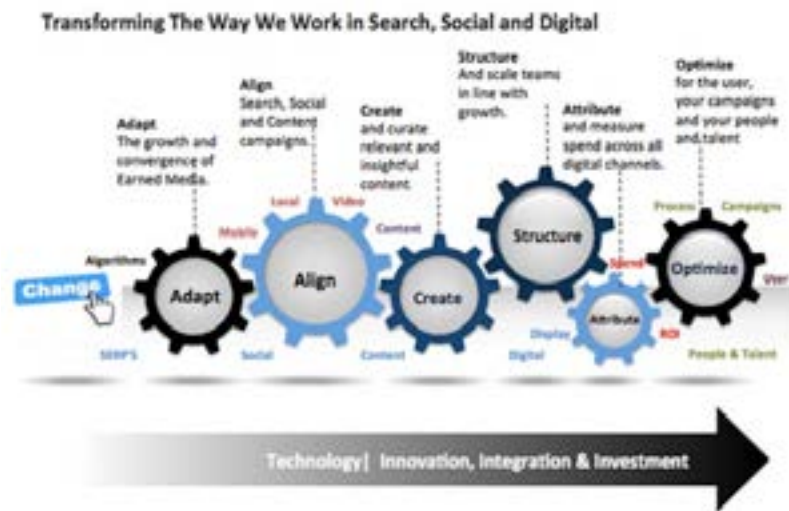 Transforming The Way We Work in Search, Social and Digital
Adapt
The growth and
convergence of
Earned Media.
Align
Search, Social
and Content
campaigns.
Create
and curate
relevant and
insightful
content
Structure
And scale teams
in line with
growth.
Attribute
and measure
spend across all
digital channels.
Optimize
for the user,
your campaigns
and your people
and talent
Change
Algorithms
SERP'S
Adapt
Mobile
Local
Video
Content
Social
Align
Create
Content
Structure
Digital
Display
Spend
Attribute
ROI
Process
Campaigns
Optimize
User
People & Talent
Technology| Innovation, Integration & Investment